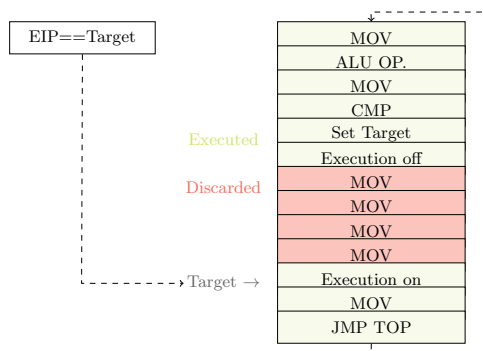 EIP==Target
MOV
ALU OP.
MOV
CMP
Executed
Set Target
Execution off
Discarded
MOV
MOV
MOV
MOV
Target →
Execution on
MOV
JMP TOP